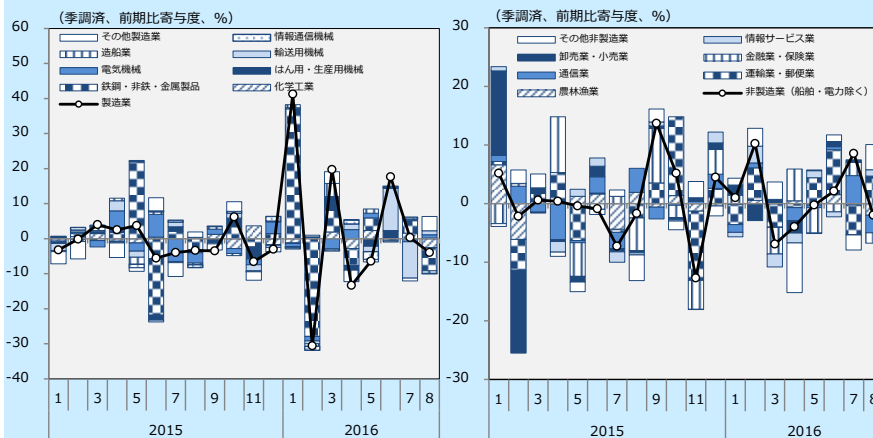 （季調済、前期比寄与度、%）
その他製造業
情報通信機械
造船業
輸送用機械
電気機械
はん用・生産用機械
鉄鋼・非鉄・金属製品
化学工業
製造業
60
50
40
30
20
10
0
-10
-20
-30
-40
1 3 5 7 9 11 1 3 5 7 8
2015 2016
（季調済、前期比寄与度、%）
その他非製造業
情報サービス業
卸売業・小売業
金融業・保険業
通信業
運輸業・郵便業
農林漁業
非製造業（船舶・電力除く）
30
20
10
0
-10
-20
-30
1 3 5 7 9 11 1 3 5 7 8
2015 2016